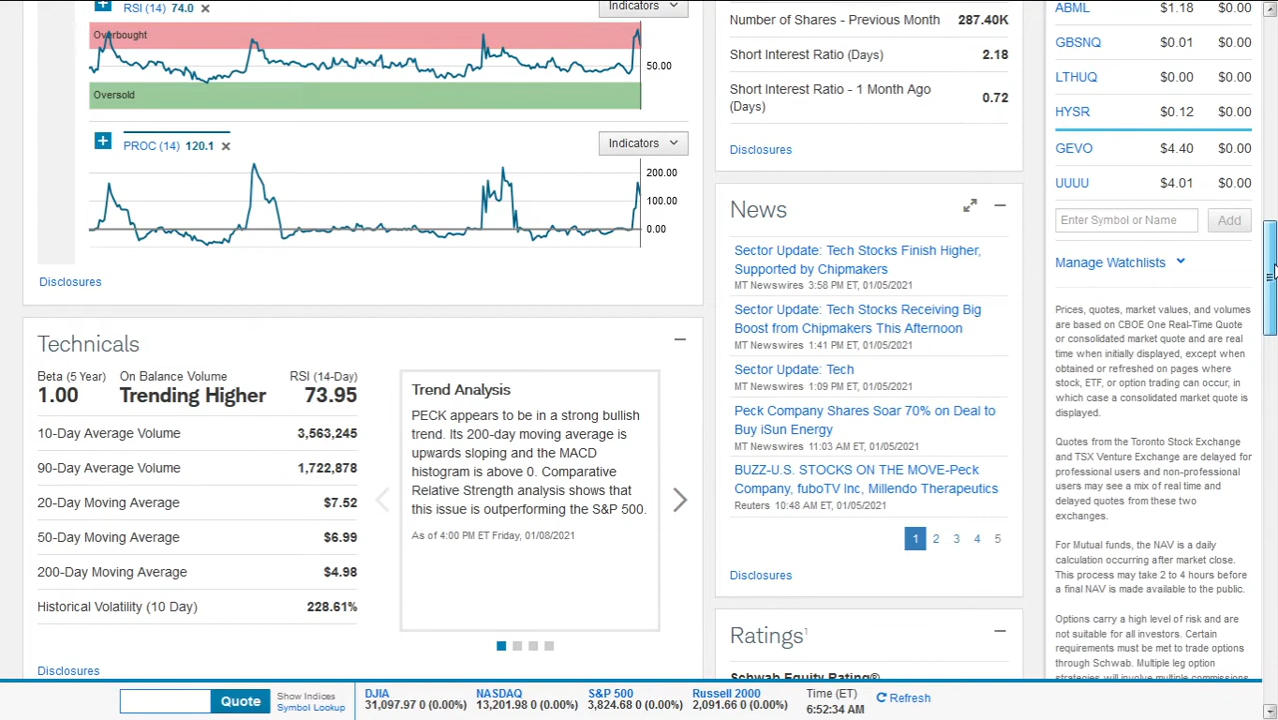 RSI (14) 74.0
Indicators
Overbought
50.00
Oversold
PROC (14) 120.1
Indicators
200.00
100.00
0.00
Disclosures
Technicals
Beta (5 Year) On Balance Volume RSI (14-Day)
1.00 Trending Higher 73.95
10-Day Average Volume 3,563,245
90-Day Average Volume 1,722,878
20-Day Moving Average $7.52
50-Day Moving Average $6.99
200-Day Moving Average $4.98
Historical Volatility (10 Day) 228.61%
Disclosures
Trend Analysis
PECK appears to be in a strong bullish
trend. Its 200-day moving average is
upwards sloping and the MACD
histogram is above 0. Comparative
Relative Strength analysis shows that
this issue is outperforming the S&P 500.
As of 4:00 PM ET Friday, 01/08/2021
Number of Shares - Previous Month 287.40K
Short Interest Ratio (Days) 2.18
Short Interest Ratio - 1 Month Ago
(Days) 0.72
Disclosures
News
Sector Update: Tech Stocks Finish Higher,
Supported by Chipmakers
MT Newswires 3:58 PM ET, 01/05/2021
Sector Update: Tech Stocks Receiving Big
Boost from Chipmakers This Afternoon
MT Newswires 1:41 PM ET, 01/05/2021
Sector Update: Tech
MT Newswires 1:09 PM ET, 01/05/2021
Peck Company Shares Soar 70% on Deal to
Buy iSun Energy
MT Newswires 11:03 AM ET, 01/05/2021
BUZZ-U.S. STOCKS ON THE MOVE-Peck
Company, fuboTV Inc, Millendo Therapeutics
Reuters 10:48 AM ET, 01/05/2021
1 2 3 4 5
Disclosures
Ratings1
Schwab Equity Rating®
ABML $1.18 $0.00
GBSNQ $0.01 $0.00
LTHUQ $0.00 $0.00
HYSR $0.12 $0.00
GEVO $4.40 $0.00
UUUU $4.01 $0.00
Enter Symbol or Name Add
Manage Watchlists
Prices, quotes, market values, and volumes
are based on CBOE One Real-Time Quote
or consolidated market quote and are real
time when initially displayed, except when
obtained or refreshed on pages where
stock, ETF, or option trading can occur, in
which case a consolidated market quote is
displayed.
Quotes from the Toronto Stock Exchange
and TSX Venture Exchange are delayed for
professional users and non-professional
users may see a mix of real time and
delayed quotes from these two
exchanges.
For Mutual funds, the NAV is a daily
calculation occurring after market close.
This process may take 2 to 4 hours before
a final NAV is made available to the public.
Options carry a high level of risk and are
not suitable for all investors. Certain
requirements must be met to trade options
through Schwab. Multiple leg option
strategies will involve multiple commissions
Quote
Show Indices
Symbol Lookup
DJIA
31,097.97 0 (0.00%)
NASDAQ
13,201.98 0 (0.00%)
S&P 500
3,824.68 0 (0.00%)
Russell 2000
2,091.66 0 (0.00%)
Time (ET)
6:52:34 AM
Refresh